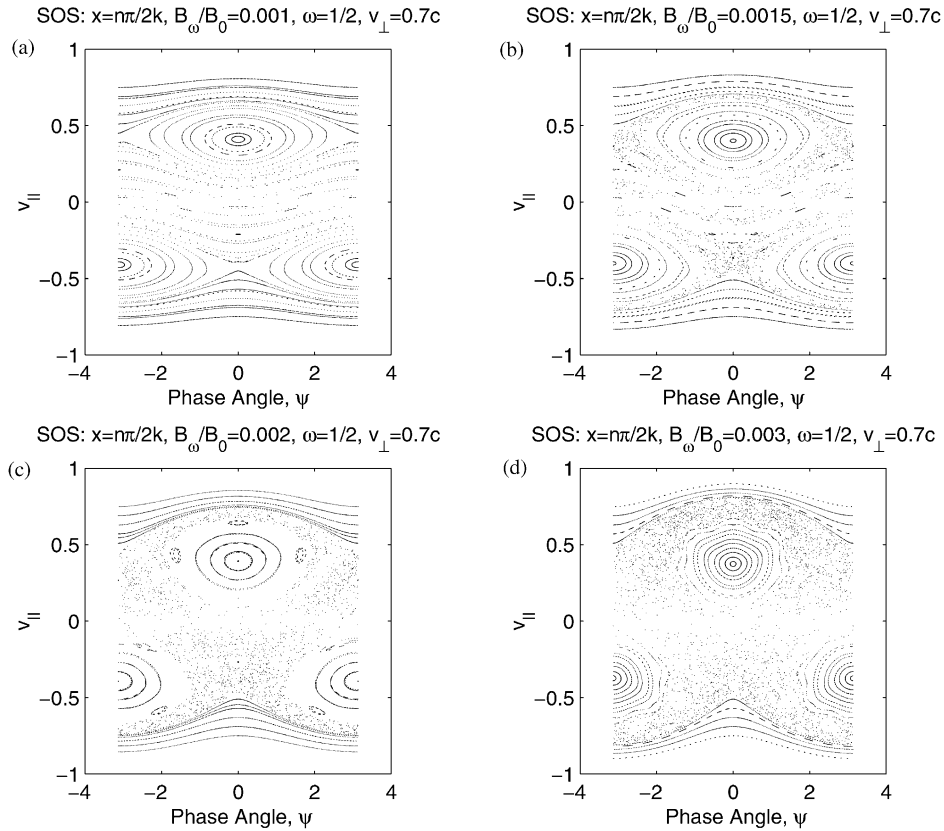 SOS: x=nπ/2k, B_ω/B_0=0.001, ω=1/2, v_⊥=0.7c
(a)
1
0.5
0
−0.5
−1
v_||
−4 −2 0 2 4
Phase Angle, ψ
SOS: x=nπ/2k, B_ω/B_0=0.0015, ω=1/2, v_⊥=0.7c
(b)
1
0.5
0
−0.5
−1
v_||
−4 −2 0 2 4
Phase Angle, ψ
SOS: x=nπ/2k, B_ω/B_0=0.002, ω=1/2, v_⊥=0.7c
(c)
1
0.5
0
−0.5
−1
v_||
−4 −2 0 2 4
Phase Angle, ψ
SOS: x=nπ/2k, B_ω/B_0=0.003, ω=1/2, v_⊥=0.7c
(d)
1
0.5
0
−0.5
−1
v_||
−4 −2 0 2 4
Phase Angle, ψ